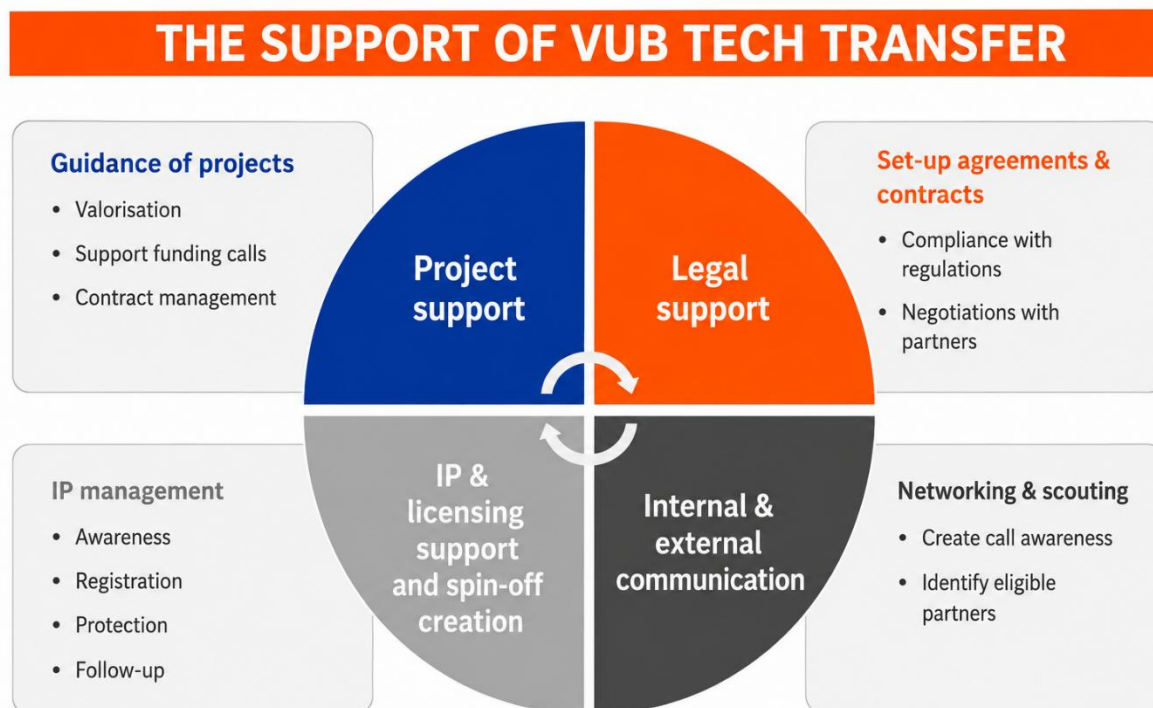 THE SUPPORT OF VUB TECH TRANSFER
Guidance of projects
• Valorisation
• Support funding calls
• Contract management
Project
support
Legal
support
Set-up agreements &
contracts
• Compliance with
regulations
• Negotiations with
partners
IP management
• Awareness
• Registration
• Protection
• Follow-up
IP &
licensing
support
and spin-off
creation
Internal &
external
communication
Networking & scouting
• Create call awareness
• Identify eligible
partners